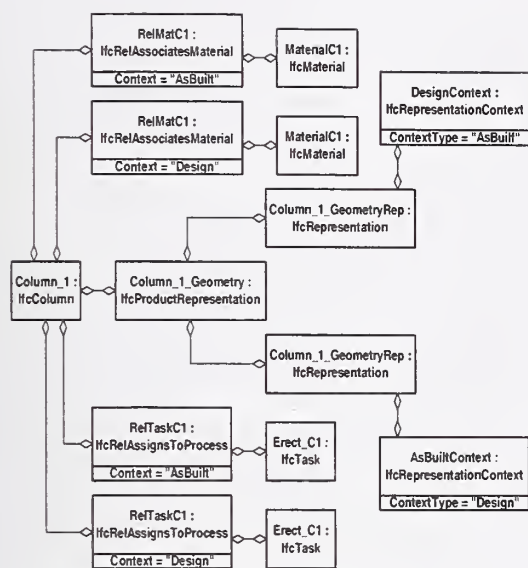 RelMatC1 :
IfcRelAssociatesMaterial
Context = "AsBuilt"
MaterialC1 :
IfcMaterial
RelMatC1 :
IfcRelAssociatesMaterial
Context = "Design"
MaterialC1 :
IfcMaterial
DesignContext :
IfcRepresentationContext
ContextType = "AsBuilt"
Column_1_GeometryRep :
IfcRepresentation
Column_1 :
IfcColumn
Column_1_Geometry :
IfcProductRepresentation
Column_1_GeometryRep :
IfcRepresentation
RelTaskC1 :
IfcRelAssignsToProcess
Context = "AsBuilt"
Erect_C1 :
IfcTask
AsBuiltContext :
IfcRepresentationContext
ContextType = "Design"
RelTaskC1 :
IfcRelAssignsToProcess
Context = "Design"
Erect_C1 :
IfcTask